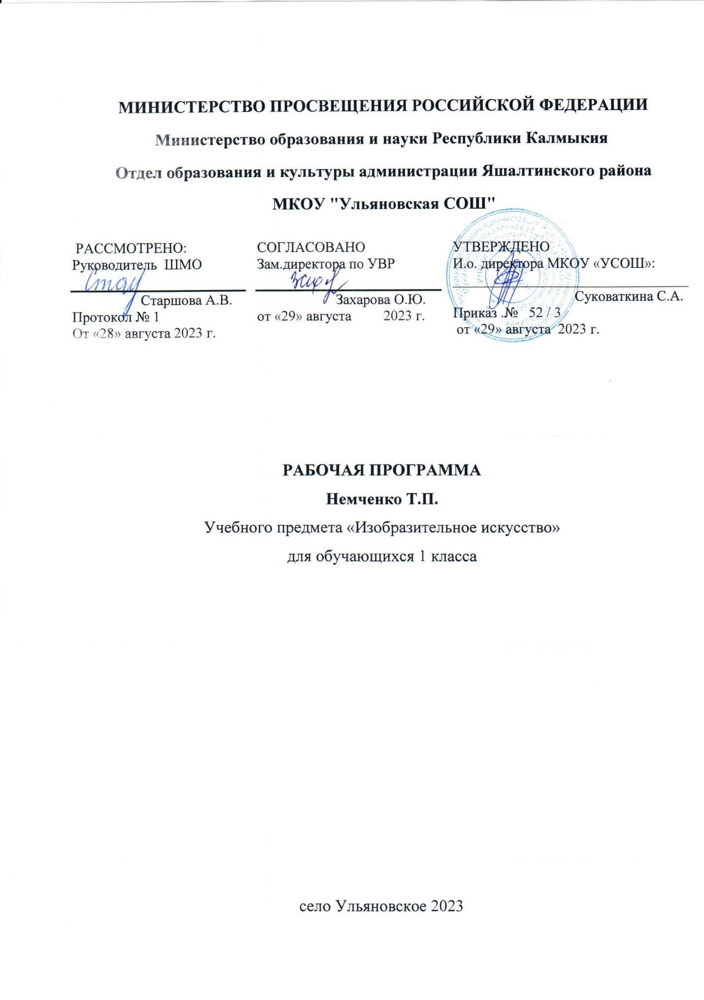 МИНИСТЕРСТВО ПРОСВЕЩЕНИЯ РОССИЙСКОЙ ФЕДЕРАЦИИ
Министерство образования и науки Республики Калмыкия
Отдел образования и культуры администрации Яшалтинского района
МКОУ "Ульяновская СОШ"
РАССМОТРЕНО:
Руководитель ШМО
Старшова А.В.
Протокол № 1
От «28» августа 2023 г.
СОГЛАСОВАНО
Зам.директора по УВР
Захарова О.Ю.
от «29» августа 2023 г.
УТВЕРЖДЕНО
И.о. директора МКОУ «УСОШ»:
Суковаткина С.А.
Приказ .№ 52 / 3
от «29» августа 2023 г.
РАБОЧАЯ ПРОГРАММА
Немченко Т.П.
Учебного предмета «Изобразительное искусство»
для обучающихся 1 класса
село Ульяновское 2023